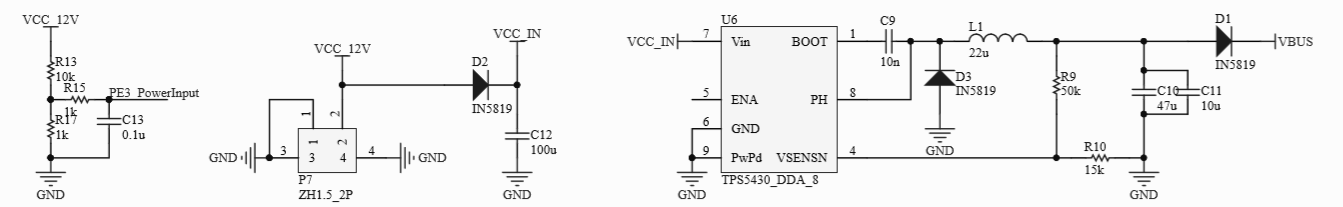 VCC_12V
R13
10k
R15
1k
PE3_PowerInput
R17
1k
C13
0.1u
GND
VCC_12V
D2
IN5819
VCC_IN
C12
100u
GND
1
2
1
2
GND
3
3
4
4
GND
P7
ZH1.5_2P
U6
VCC_IN
7
Vin
BOOT
1
C9
10n
L1
22u
D1
IN5819
VBUS
5
ENA
PH
8
D3
IN5819
GND
R9
50k
C10
47u
C11
10u
6
GND
9
PwPd
VSENSN
4
R10
15k
GND
TPS5430_DDA_8
GND